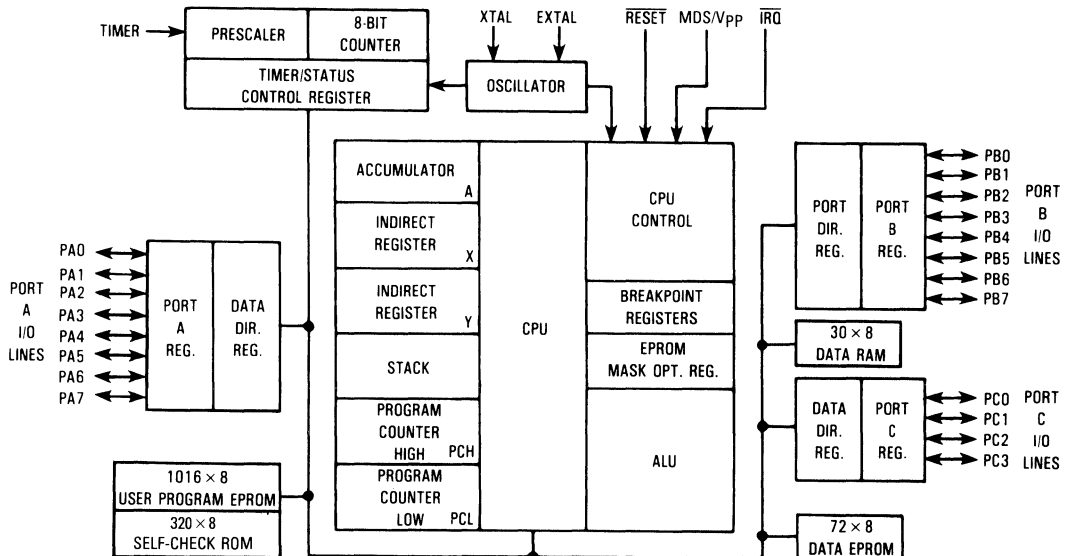 TIMER
PRESCALER
8-BIT
COUNTER
TIMER/STATUS
CONTROL REGISTER
XTAL
EXTAL
OSCILLATOR
RESET
MDS/VPP
IRQ
ACCUMULATOR
A
INDIRECT
REGISTER
X
INDIRECT
REGISTER
Y
STACK
PROGRAM
COUNTER
HIGH PCH
PROGRAM
COUNTER
LOW PCL
CPU
CPU
CONTROL
BREAKPOINT
REGISTERS
EPROM
MASK OPT. REG.
ALU
PORT
A
I/O
LINES
PA0
PA1
PA2
PA3
PA4
PA5
PA6
PA7
PORT
A
REG.
DATA
DIR.
REG.
1016 × 8
USER PROGRAM EPROM
320 × 8
SELF-CHECK ROM
PORT
DIR.
REG.
PORT
B
REG.
PB0
PB1
PB2
PB3
PB4
PB5
PB6
PB7
PORT
B
I/O
LINES
30 × 8
DATA RAM
DATA
DIR.
REG.
PORT
C
REG.
PC0
PC1
PC2
PC3
PORT
C
I/O
LINES
72 × 8
DATA EPROM